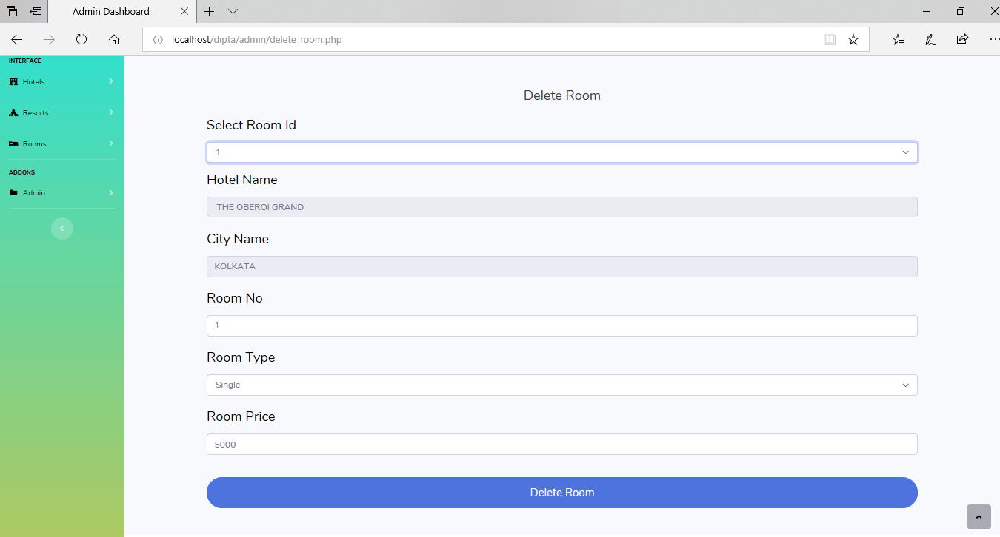 Admin Dashboard
localhost/dipta/admin/delete_room.php
INTERFACE
Hotels
Resorts
Rooms
ADDONS
Admin
Delete Room
Select Room Id
1
Hotel Name
THE OBEROI GRAND
City Name
KOLKATA
Room No
1
Room Type
Single
Room Price
5000
Delete Room